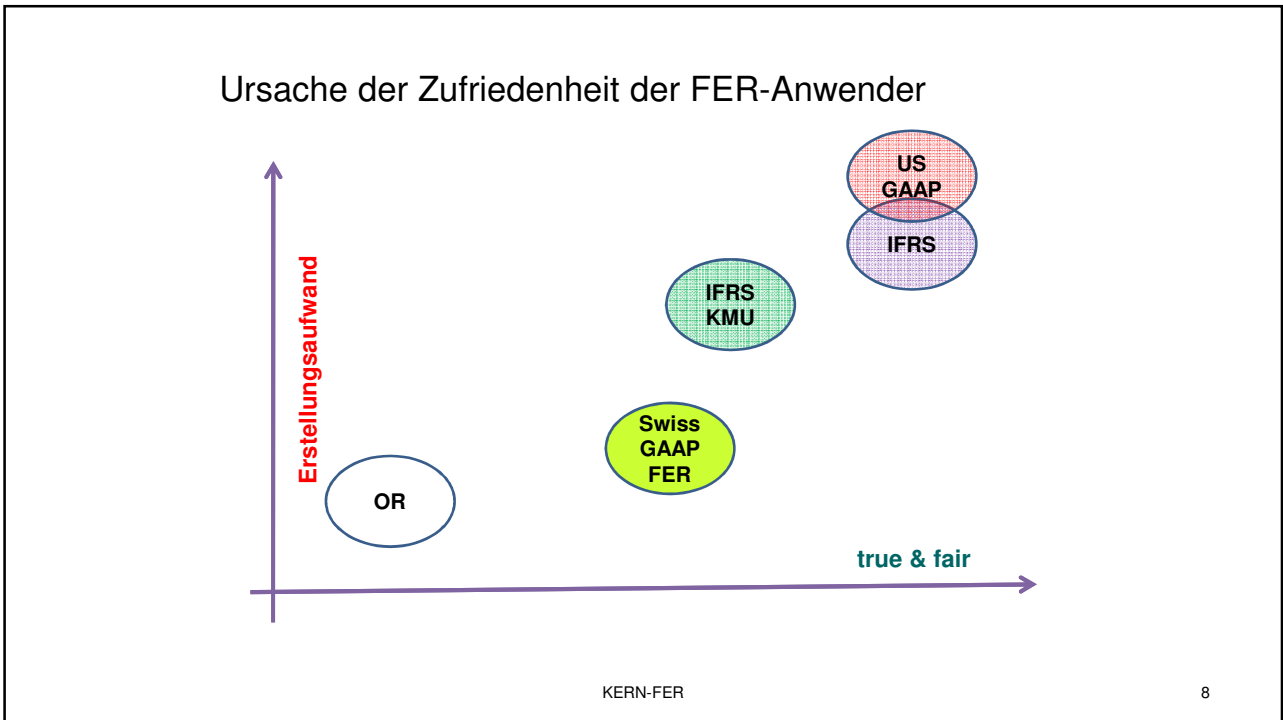 Ursache der Zufriedenheit der FER-Anwender
US
GAAP
IFRS
IFRS
KMU
Erstellungsaufwand
Swiss
GAAP
FER
OR
true & fair
KERN-FER
8